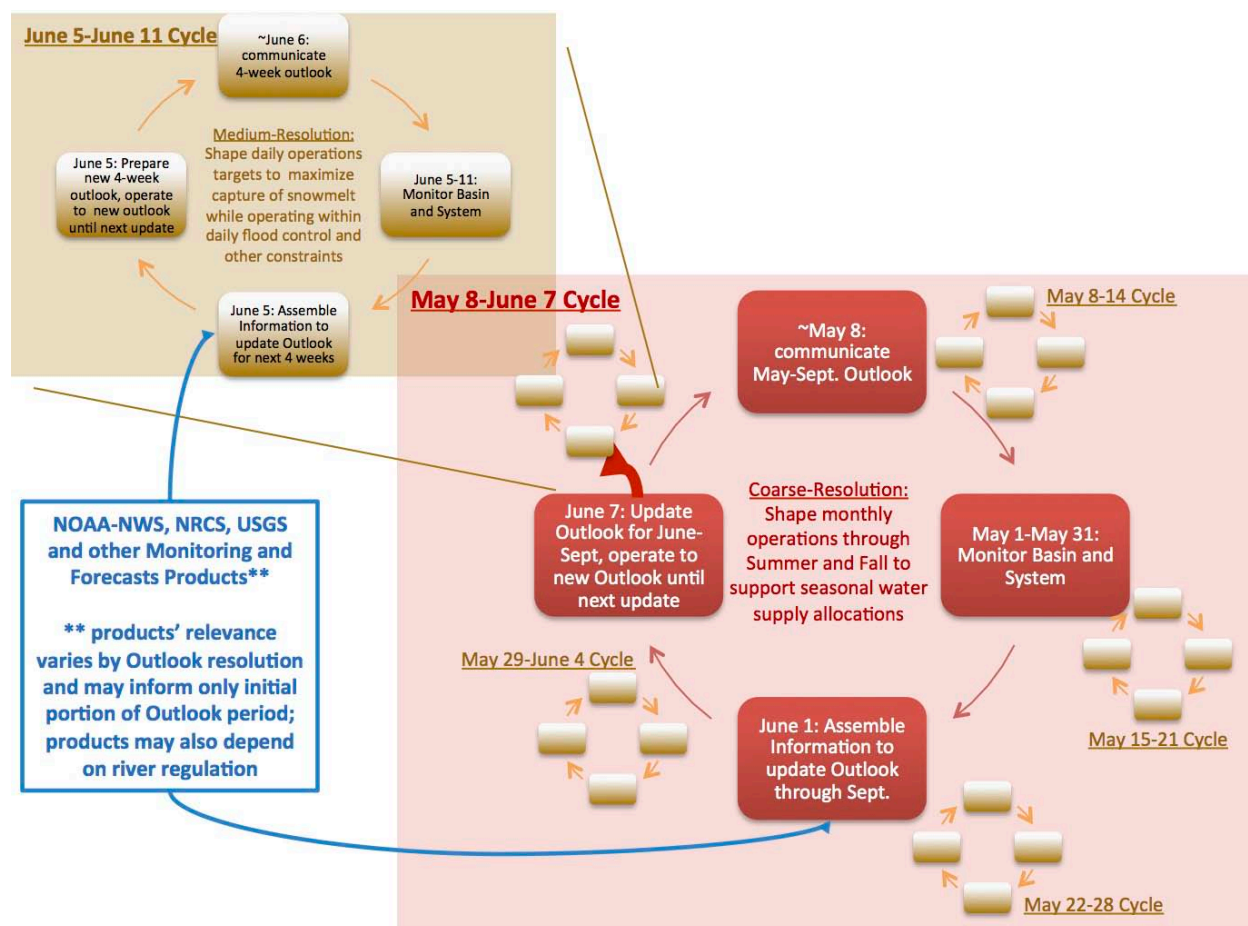 June 5-June 11 Cycle
~June 6:
communicate
4-week outlook
Medium-Resolution:
Shape daily operations
targets to maximize
capture of snowmelt
while operating within
daily flood control and
other constraints
June 5: Prepare
new 4-week
outlook, operate
to new outlook
until next update
June 5-11:
Monitor Basin
and System
June 5: Assemble
Information to
update Outlook
for next 4 weeks
May 8-June 7 Cycle
~May 8:
communicate
May-Sept. Outlook
May 8-14 Cycle
June 7: Update
Outlook for June-
Sept, operate to
new Outlook until
next update
Coarse-Resolution:
Shape monthly
operations through
Summer and Fall to
support seasonal water
supply allocations
May 1-May 31:
Monitor Basin and
System
NOAA-NWS, NRCS, USGS
and other Monitoring and
Forecasts Products**
** products' relevance
varies by Outlook resolution
and may inform only initial
portion of Outlook period;
products may also depend
on river regulation
May 29-June 4 Cycle
June 1: Assemble
Information to
update Outlook
through Sept.
May 15-21 Cycle
May 22-28 Cycle